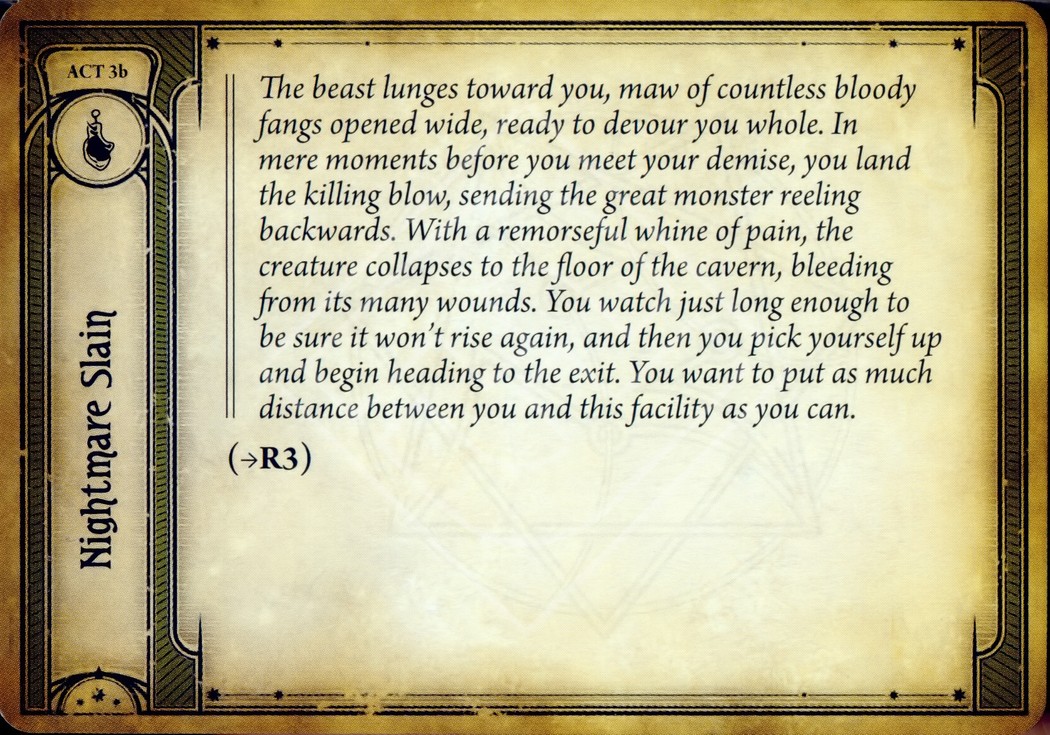 ACT 3b
Nightmare Slain
The beast lunges toward you, maw of countless bloody
fangs opened wide, ready to devour you whole. In
mere moments before you meet your demise, you land
the killing blow, sending the great monster reeling
backwards. With a remorseful whine of pain, the
creature collapses to the floor of the cavern, bleeding
from its many wounds. You watch just long enough to
be sure it won't rise again, and then you pick yourself up
and begin heading to the exit. You want to put as much
distance between you and this facility as you can.
(→R3)